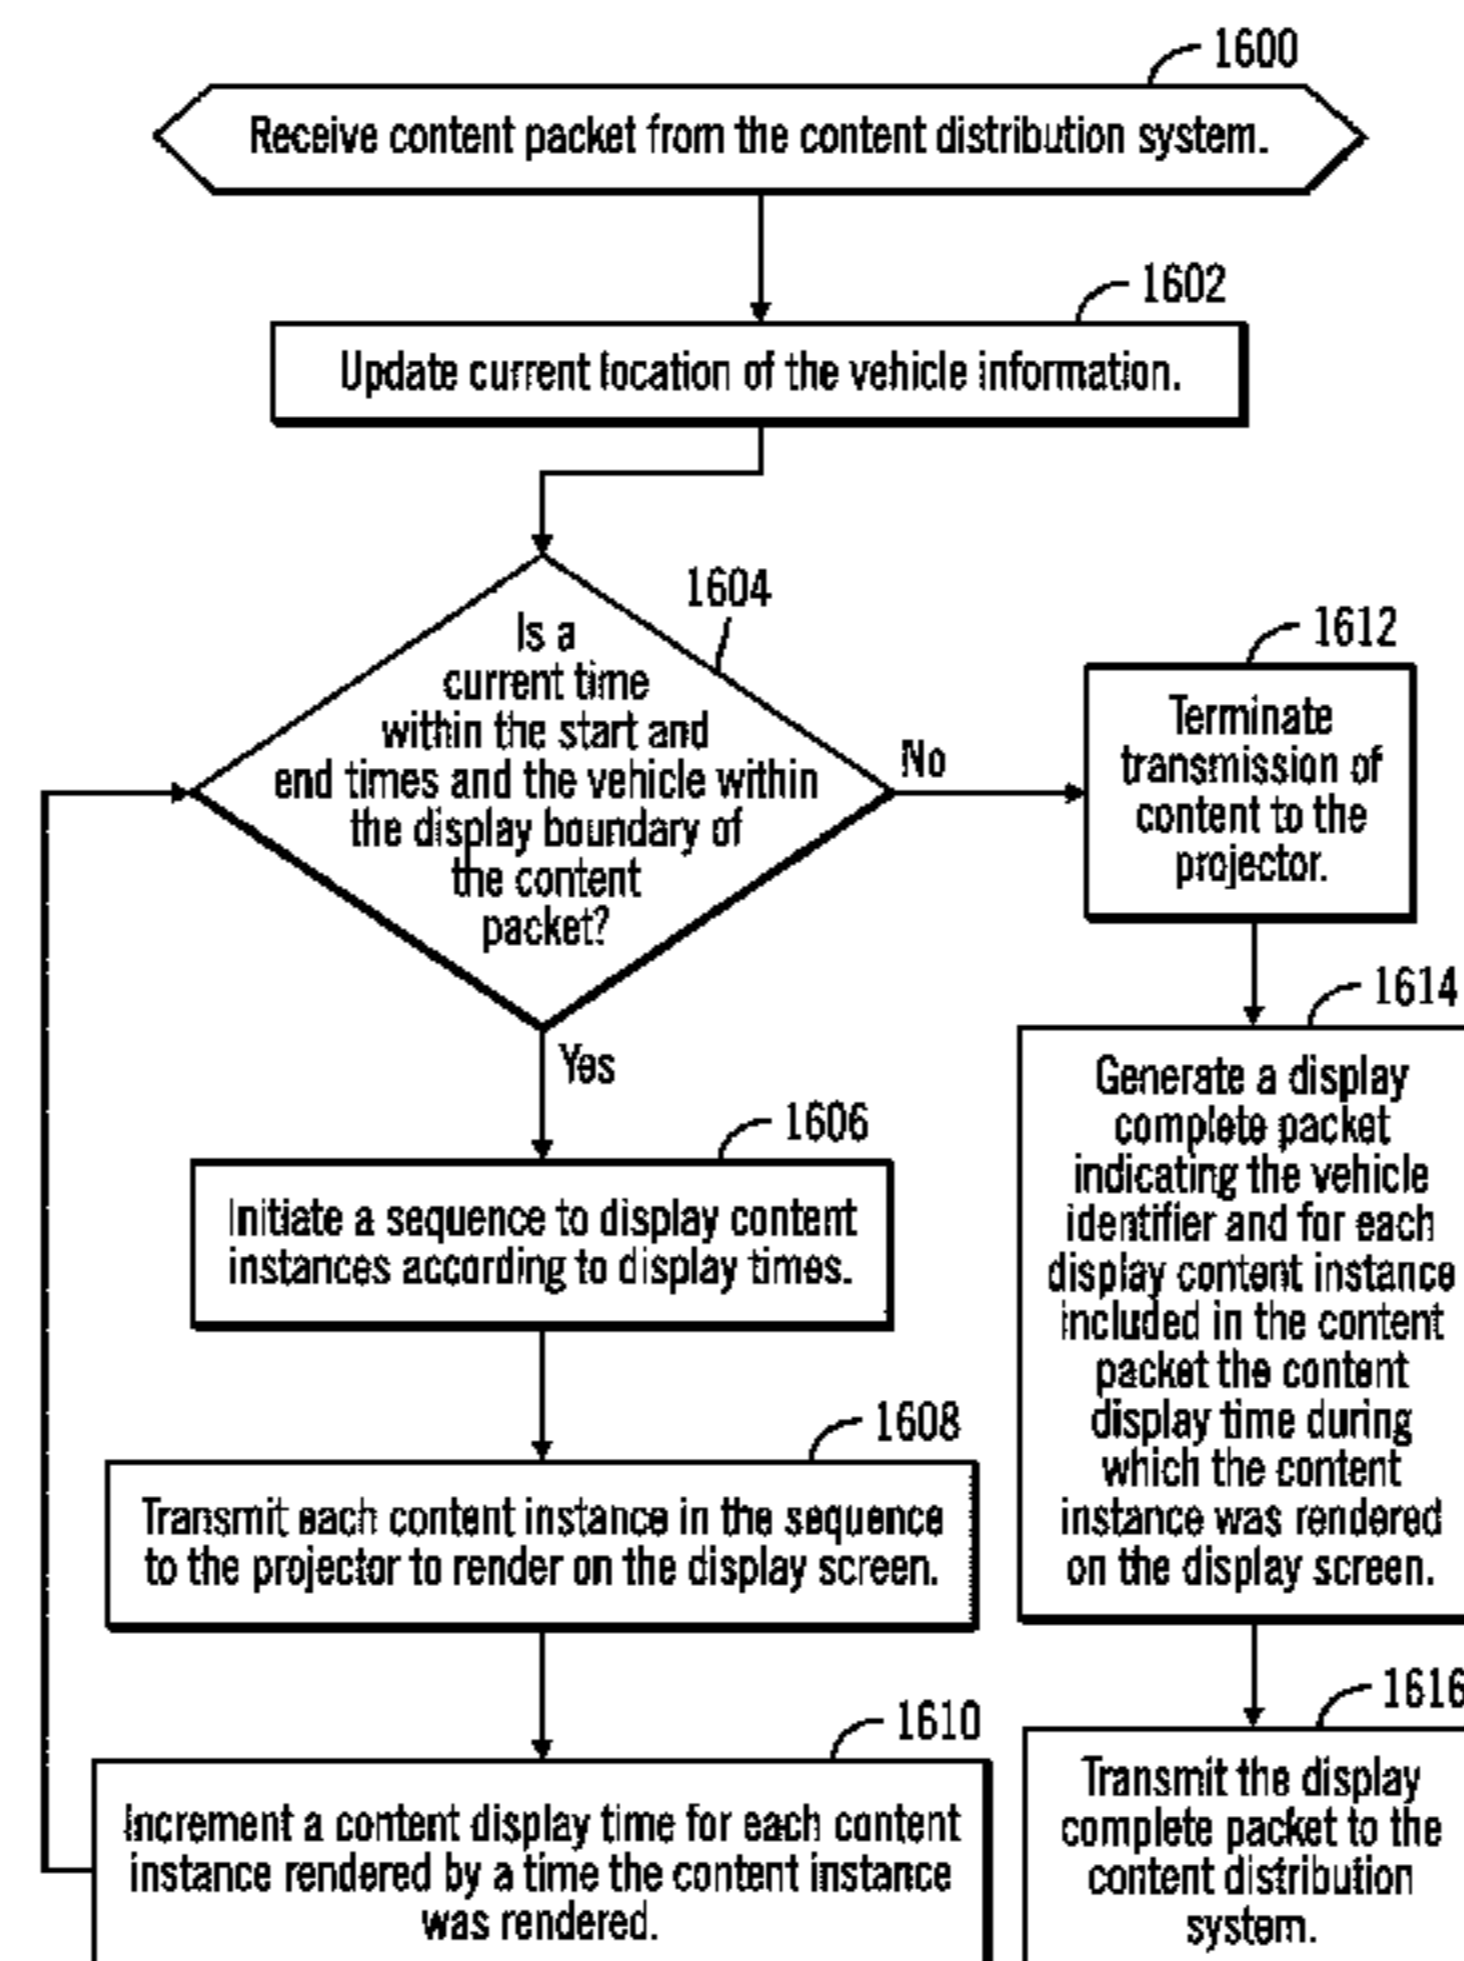 1600
Receive content packet from the content distribution system.
1602
Update current location of the vehicle information.
1604
Is a
current time
within the start and
end times and the vehicle within
the display boundary of
the content
packet?
No
Yes
1606
Initiate a sequence to display content
instances according to display times.
1608
Transmit each content instance in the sequence
to the projector to render on the display screen.
1610
Increment a content display time for each content
instance rendered by a time the content instance
was rendered.
1612
Terminate
transmission of
content to the
projector.
1614
Generate a display
complete packet
indicating the vehicle
identifier and for each
display content instance
included in the content
packet the content
display time during
which the content
instance was rendered
on the display screen.
1616
Transmit the display
complete packet to the
content distribution
system.